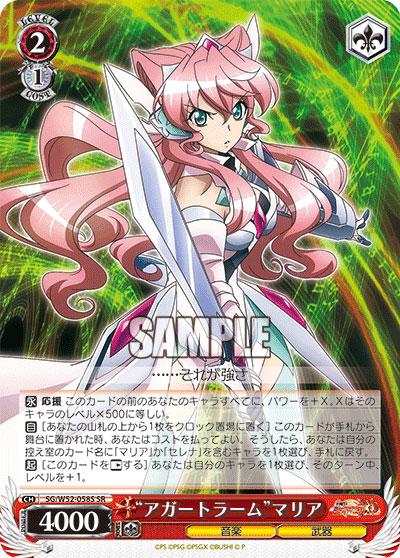 LEVEL
2
1
COST
SAMPLE
……それが強さ
永 応援 このカードの前のあなたのキャラすべてに、パワーを＋X。Xはそのキャラのレベル×500に等しい。
自 [あなたの山札の上から1枚をクロック置場に置く] このカードが手札から舞台に置かれた時、あなたはコストを払ってよい。そうしたら、あなたは自分の控え室のカード名に「マリア」か「セレナ」を含むキャラを1枚選び、手札に戻す。
起 [このカードをする] あなたは自分のキャラを1枚選び、そのターン中、レベルを＋1。
CH SG/W52-058S SR
4000
“アガートラーム”マリア
音楽
武器
©PS ©PSG ©PSGX ©BUSHI © P